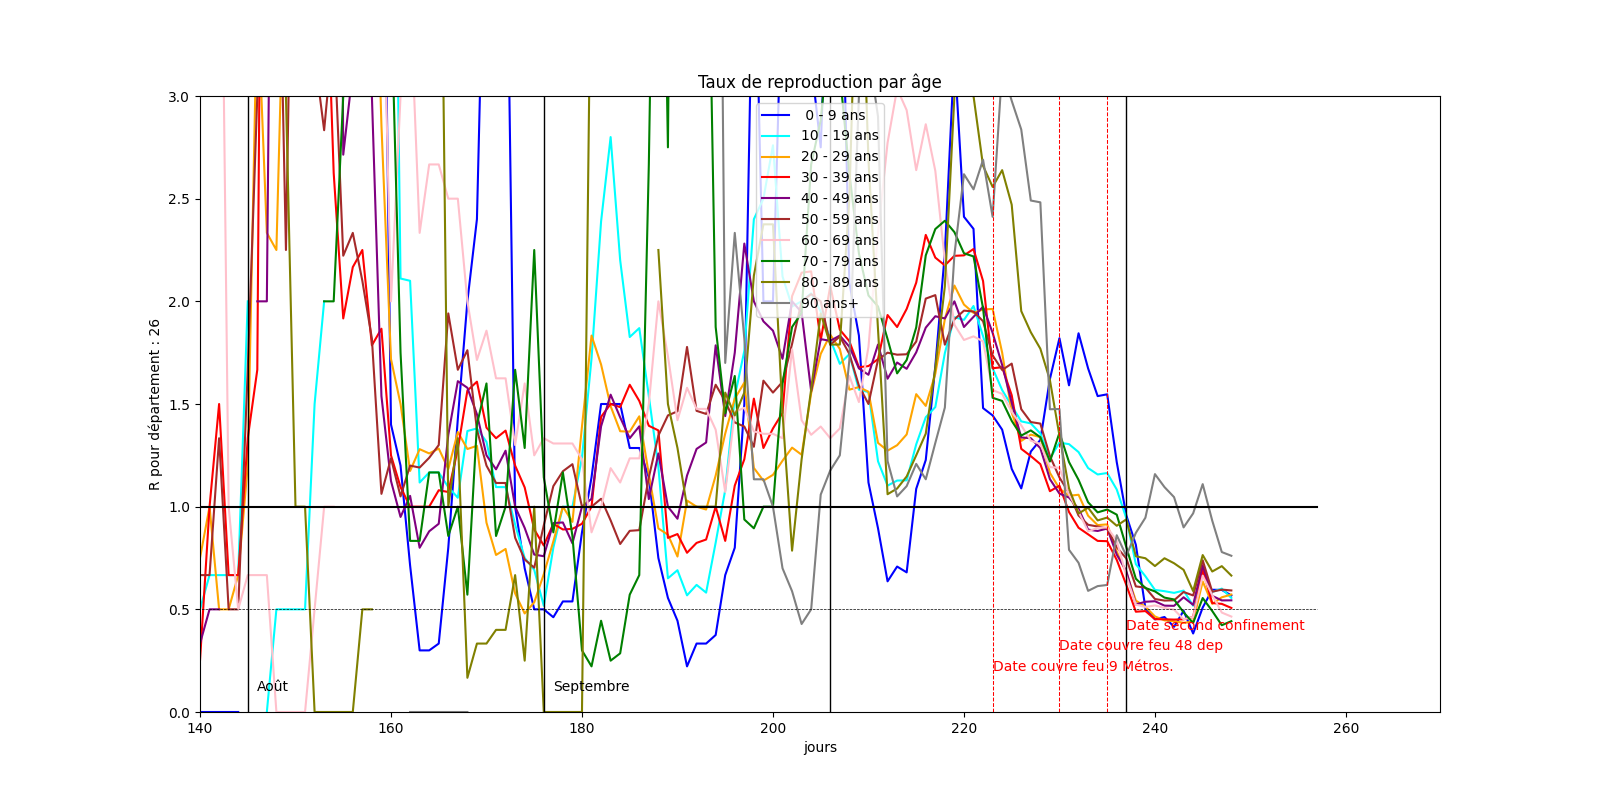 Taux de reproduction par âge
3.0
2.5
2.0
1.5
1.0
0.5
0.0
R pour département : 26
0 - 9 ans
10 - 19 ans
20 - 29 ans
30 - 39 ans
40 - 49 ans
50 - 59 ans
60 - 69 ans
70 - 79 ans
80 - 89 ans
90 ans+
Date second confinement
Date couvre feu 48 dep
Date couvre feu 9 Métros.
Août
Septembre
140 160 180 200 220 240 260
jours